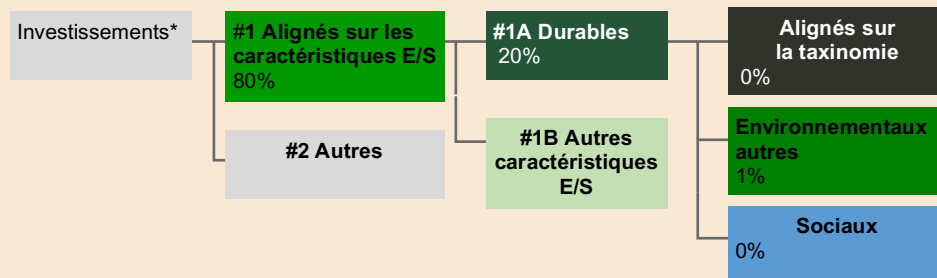 Investissements*
#1 Alignés sur les
caractéristiques E/S
80%
#2 Autres
#1A Durables
20%
#1B Autres
caractéristiques
E/S
Alignés sur
la taxinomie
0%
Environnementaux
autres
1%
Sociaux
0%